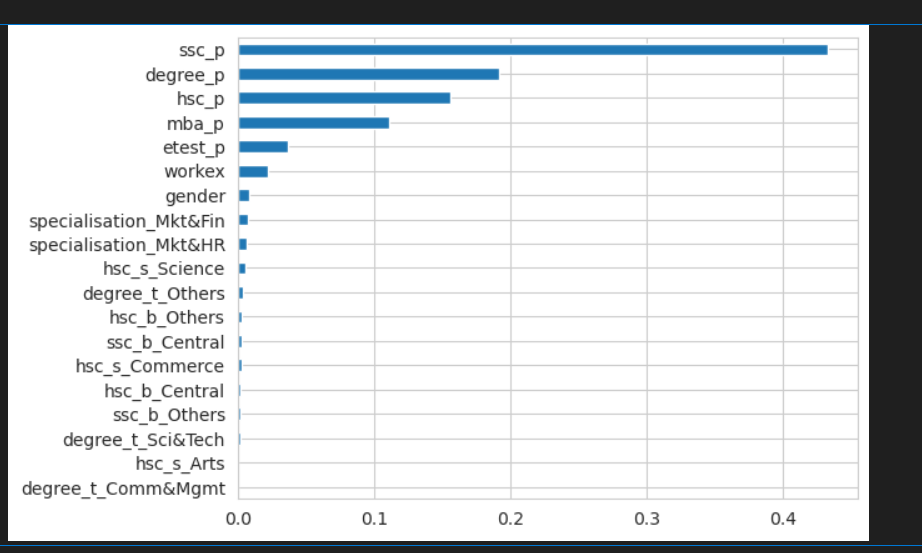 ssc_p
degree_p
hsc_p
mba_p
etest_p
workex
gender
specialisation_Mkt&Fin
specialisation_Mkt&HR
hsc_s_Science
degree_t_Others
hsc_b_Others
ssc_b_Central
hsc_s_Commerce
hsc_b_Central
ssc_b_Others
degree_t_Sci&Tech
hsc_s_Arts
degree_t_Comm&Mgmt
0.0 0.1 0.2 0.3 0.4